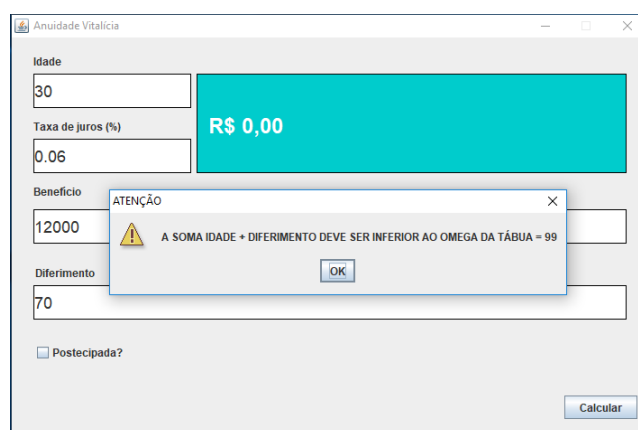 Anuidade Vitalícia
Idade
30
Taxa de juros (%)
R$ 0,00
0.06
Benefício
ATENÇÃO
12000
A SOMA IDADE + DIFERIMENTO DEVE SER INFERIOR AO OMEGA DA TÁBUA = 99
OK
Diferimento
70
Postecipada?
Calcular